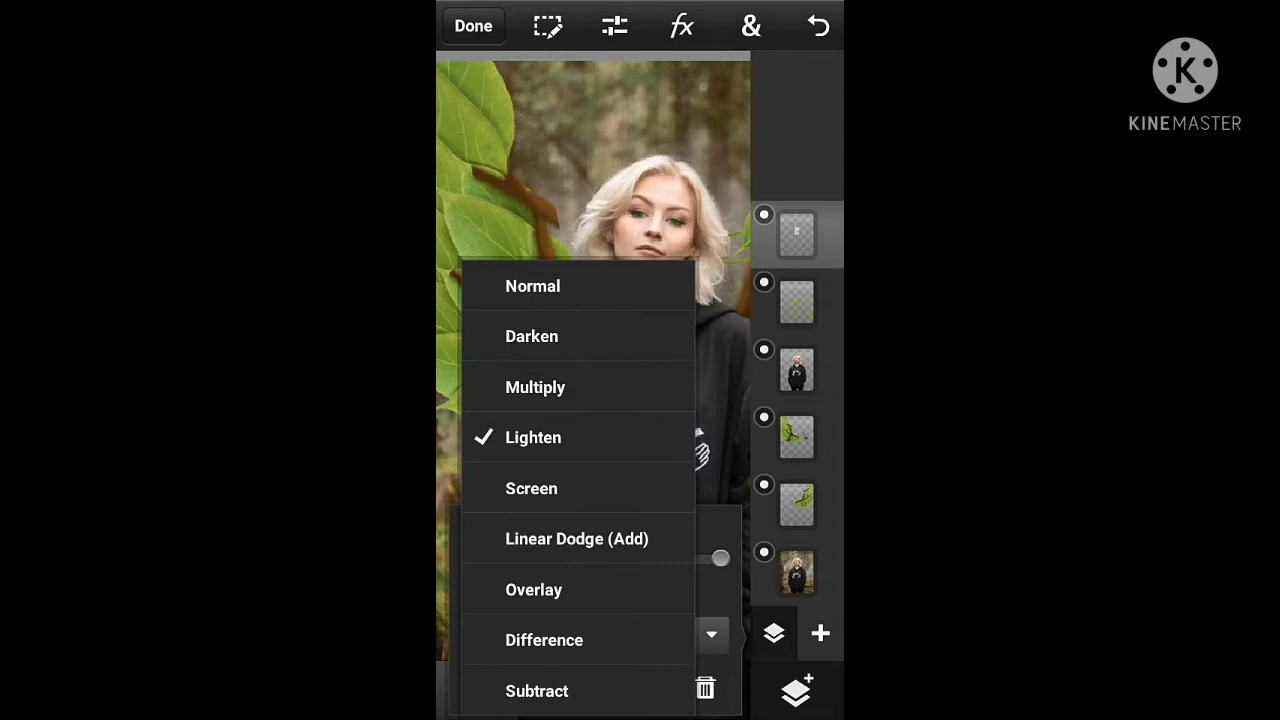 Done
fx
&
K
KINEMASTER
Normal
Darken
Multiply
Lighten
Screen
Linear Dodge (Add)
Overlay
Difference
Subtract